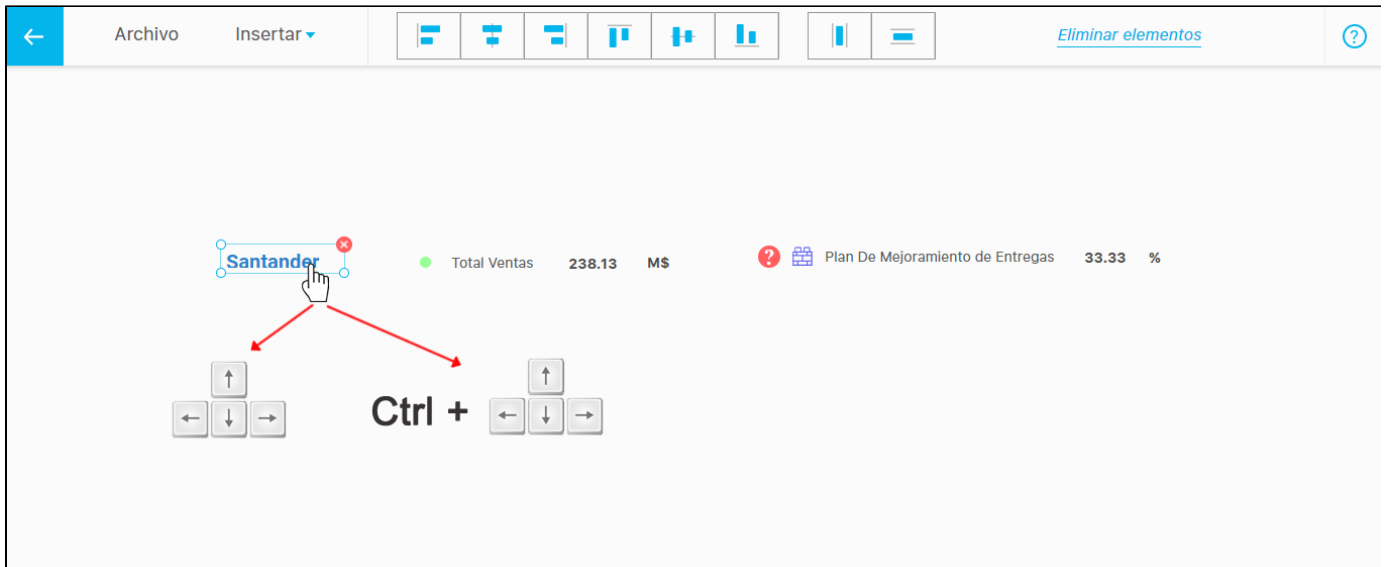 Archivo Insertar Eliminar elementos ?
Santander Total Ventas 238.13 M$ ? Plan De Mejoramiento de Entregas 33.33 %
Ctrl +